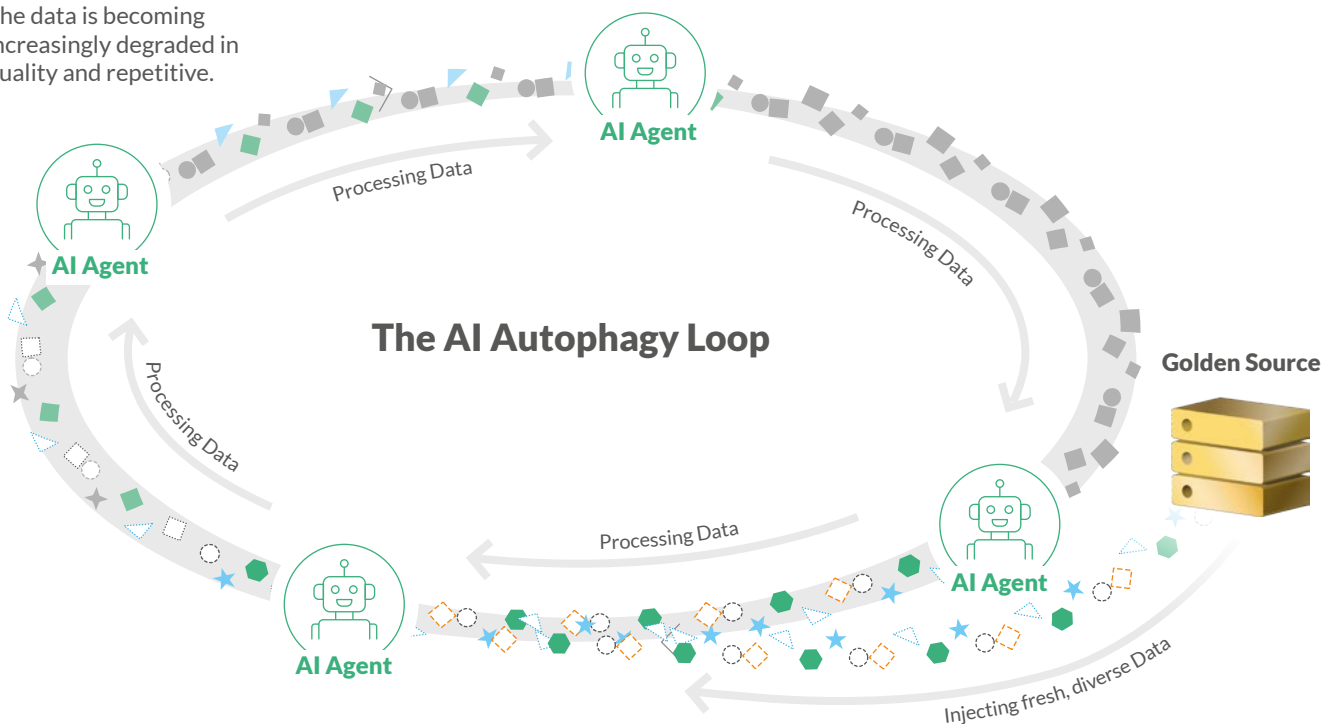 he data is becoming
ncreasingly degraded in
uality and repetitive.
AI Agent
Processing Data
Processing Data
AI Agent
The AI Autophagy Loop
Golden Source
Processing Data
Processing Data
AI Agent
AI Agent
Injecting fresh, diverse Data